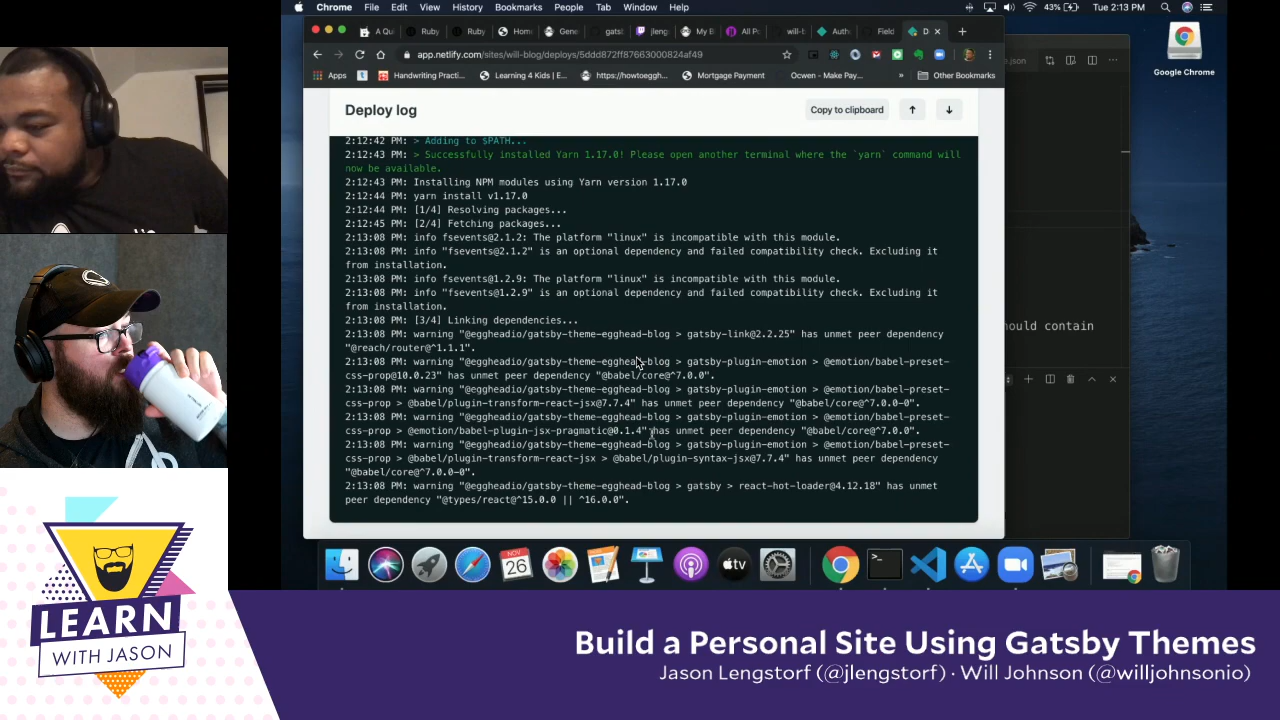 Chrome File Edit View History Bookmarks People Tab Window Help
43% Tue 2:13 PM
A Qui Ruby Ruby Home Gene gatsb jleng My B All Po will-b Auth Field D
app.netlify.com/sites/will-blog/deploys/5ddd872ff87663000824af49
Apps Handwriting Practi... Learning 4 Kids | E... https://howtoeggh... Mortgage Payment Ocwen - Make Pay... » Other Bookmarks
Google Chrome
Deploy log
Copy to clipboard
2:12:42 PM: > Adding to $PATH...
2:12:43 PM: > Successfully installed Yarn 1.17.0! Please open another terminal where the `yarn` command will
now be available.
2:12:43 PM: Installing NPM modules using Yarn version 1.17.0
2:12:44 PM: yarn install v1.17.0
2:12:44 PM: [1/4] Resolving packages...
2:12:45 PM: [2/4] Fetching packages...
2:13:08 PM: info fsevents@2.1.2: The platform "linux" is incompatible with this module.
2:13:08 PM: info "fsevents@2.1.2" is an optional dependency and failed compatibility check. Excluding it
from installation.
2:13:08 PM: info fsevents@1.2.9: The platform "linux" is incompatible with this module.
2:13:08 PM: info "fsevents@1.2.9" is an optional dependency and failed compatibility check. Excluding it
from installation.
2:13:08 PM: [3/4] Linking dependencies...
2:13:08 PM: warning "@eggheadio/gatsby-theme-egghead-blog > gatsby-link@2.2.25" has unmet peer dependency
"@reach/router@^1.1.1".
2:13:08 PM: warning "@eggheadio/gatsby-theme-egghead-blog > gatsby-plugin-emotion > @emotion/babel-preset-
css-prop@10.0.23" has unmet peer dependency "@babel/core@^7.0.0".
2:13:08 PM: warning "@eggheadio/gatsby-theme-egghead-blog > gatsby-plugin-emotion > @emotion/babel-preset-
css-prop > @babel/plugin-transform-react-jsx@7.7.4" has unmet peer dependency "@babel/core@^7.0.0-0".
2:13:08 PM: warning "@eggheadio/gatsby-theme-egghead-blog > gatsby-plugin-emotion > @emotion/babel-preset-
css-prop > @emotion/babel-plugin-jsx-pragmatic@0.1.4" has unmet peer dependency "@babel/core@^7.0.0".
2:13:08 PM: warning "@eggheadio/gatsby-theme-egghead-blog > gatsby-plugin-emotion > @emotion/babel-preset-
css-prop > @babel/plugin-transform-react-jsx > @babel/plugin-syntax-jsx@7.7.4" has unmet peer dependency
"@babel/core@^7.0.0-0".
2:13:08 PM: warning "@eggheadio/gatsby-theme-egghead-blog > gatsby > react-hot-loader@4.12.18" has unmet
peer dependency "@types/react@^15.0.0 || ^16.0.0".
ould contain
NOV
26
tv
LEARN
WITH JASON
Build a Personal Site Using Gatsby Themes
Jason Lengstorf (@jlengstorf) · Will Johnson (@willjohnsonio)